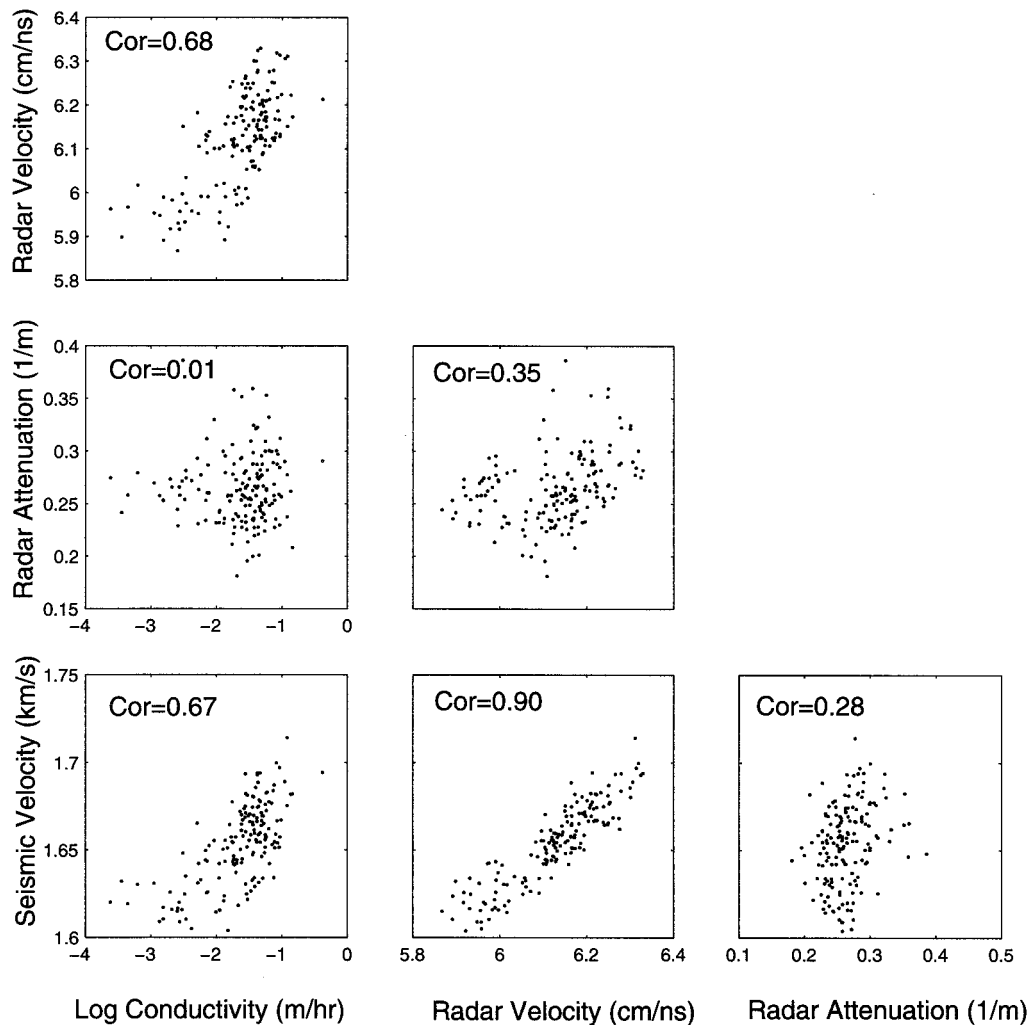 Radar Velocity (cm/ns)
6.4
6.3
6.2
6.1
6
5.9
5.8
Cor=0.68
−4 −3 −2 −1 0
Radar Attenuation (1/m)
0.4
0.35
0.3
0.25
0.2
0.15
Cor=0.01
−4 −3 −2 −1 0
Cor=0.35
Seismic Velocity (km/s)
1.75
1.7
1.65
1.6
Cor=0.67
−4 −3 −2 −1 0
Log Conductivity (m/hr)
Cor=0.90
5.8 6 6.2 6.4
Radar Velocity (cm/ns)
Cor=0.28
0.1 0.2 0.3 0.4 0.5
Radar Attenuation (1/m)